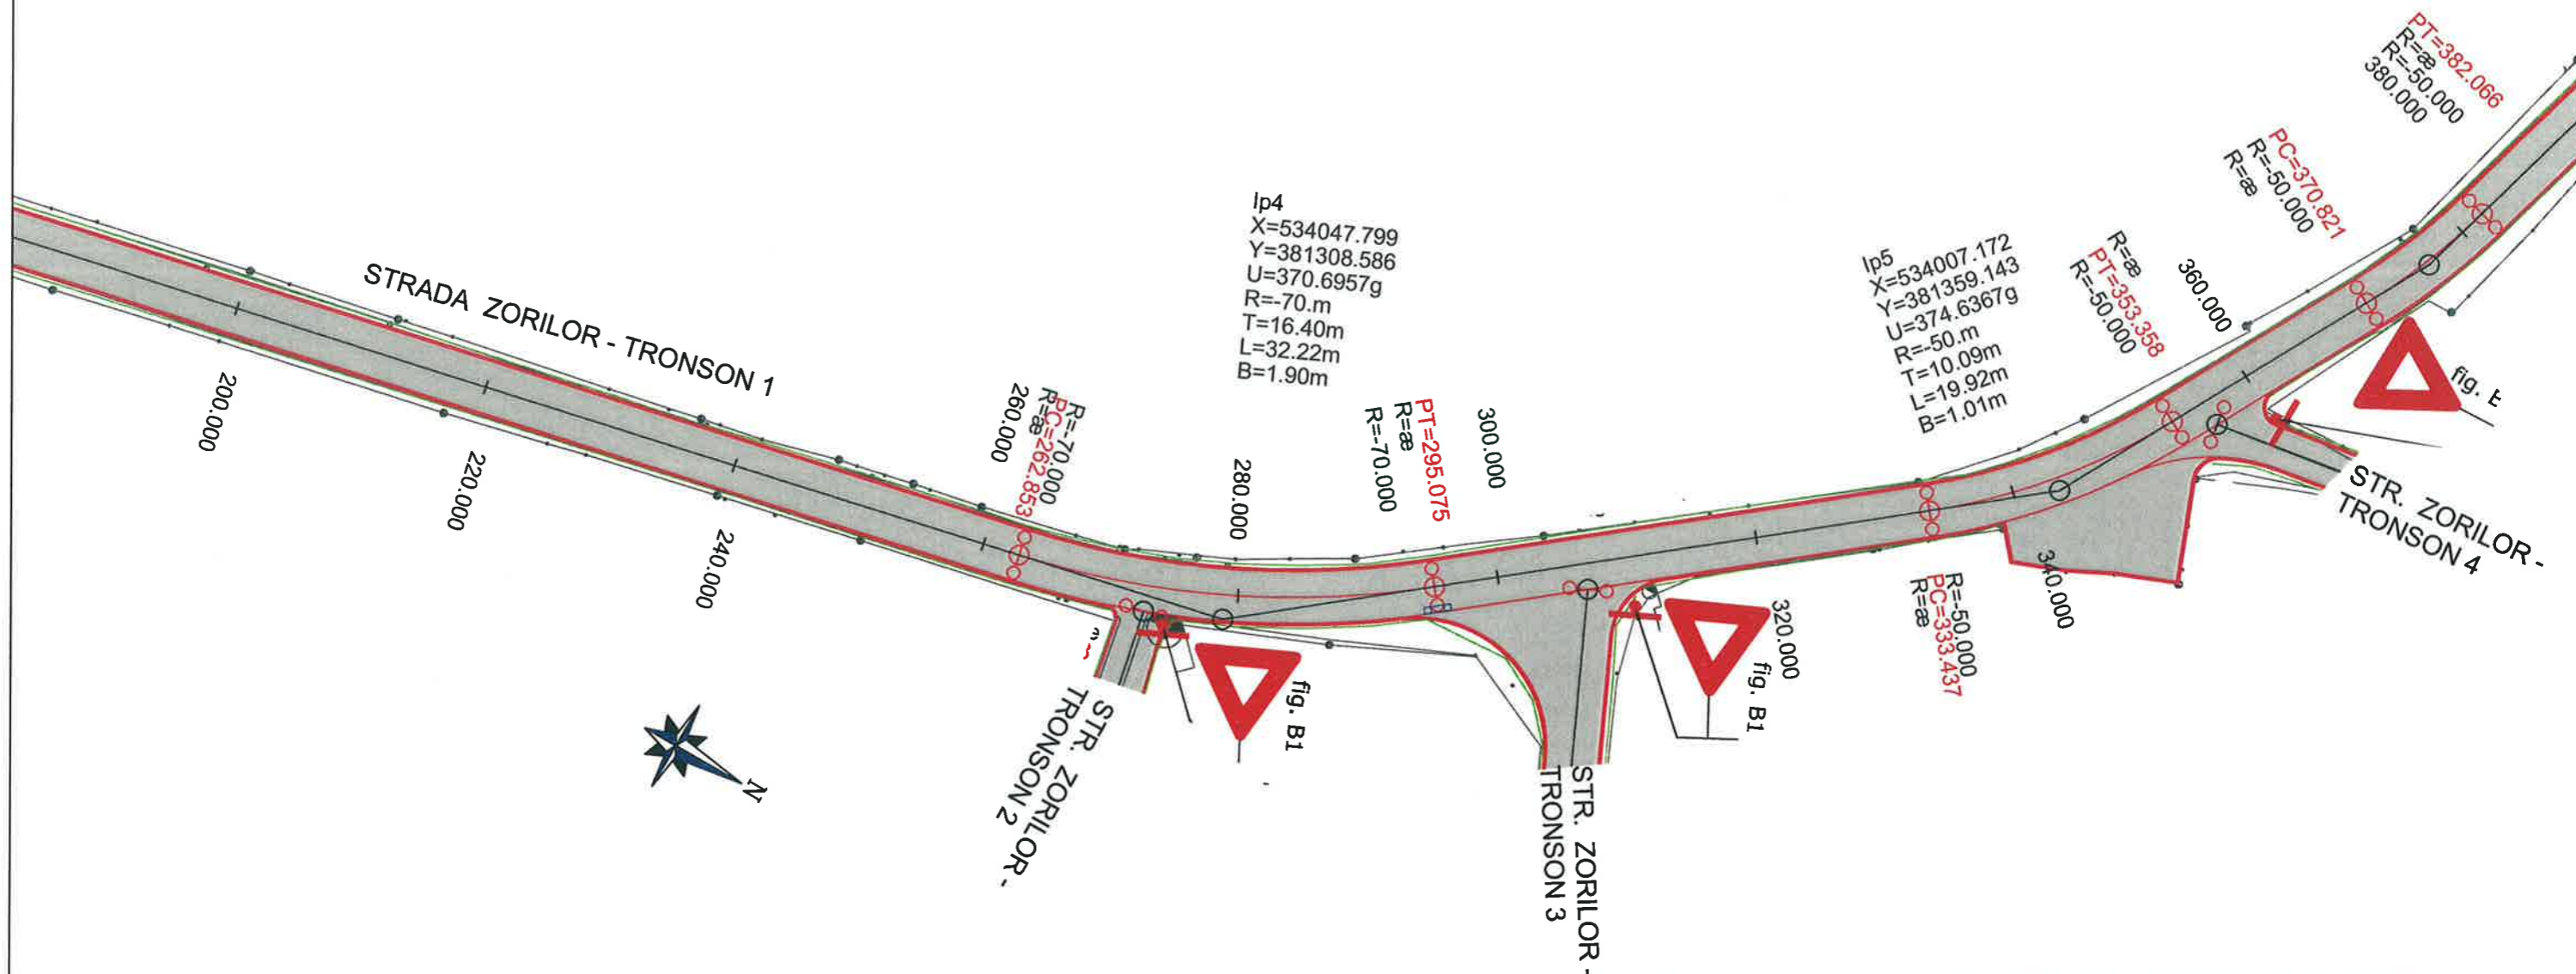 STRADA ZORILOR - TRONSON 1
200.000
220.000
240.000
260.000
R=æ
PC=262.853
R=-70.000
Ip4
X=534047.799
Y=381308.586
U=370.6957g
R=-70.m
T=16.40m
L=32.22m
B=1.90m
280.000
R=-70.000
R=æ
PT=295.075
300.000
STR. ZORILOR -
TRONSON 2
fig. B1
N
STR. ZORILOR -
TRONSON 3
fig. B1
320.000
Ip5
X=534007.172
Y=381359.143
U=374.6367g
R=-50.m
T=10.09m
L=19.92m
B=1.01m
R=-50.000
PC=333.437
R=æ
340.000
R=æ
PT=353.358
R=-50.000
360.000
STR. ZORILOR -
TRONSON 4
fig.
PC=370.821
R=-50.000
R=æ
PT=382.066
R=æ
R=-50.000
380.000